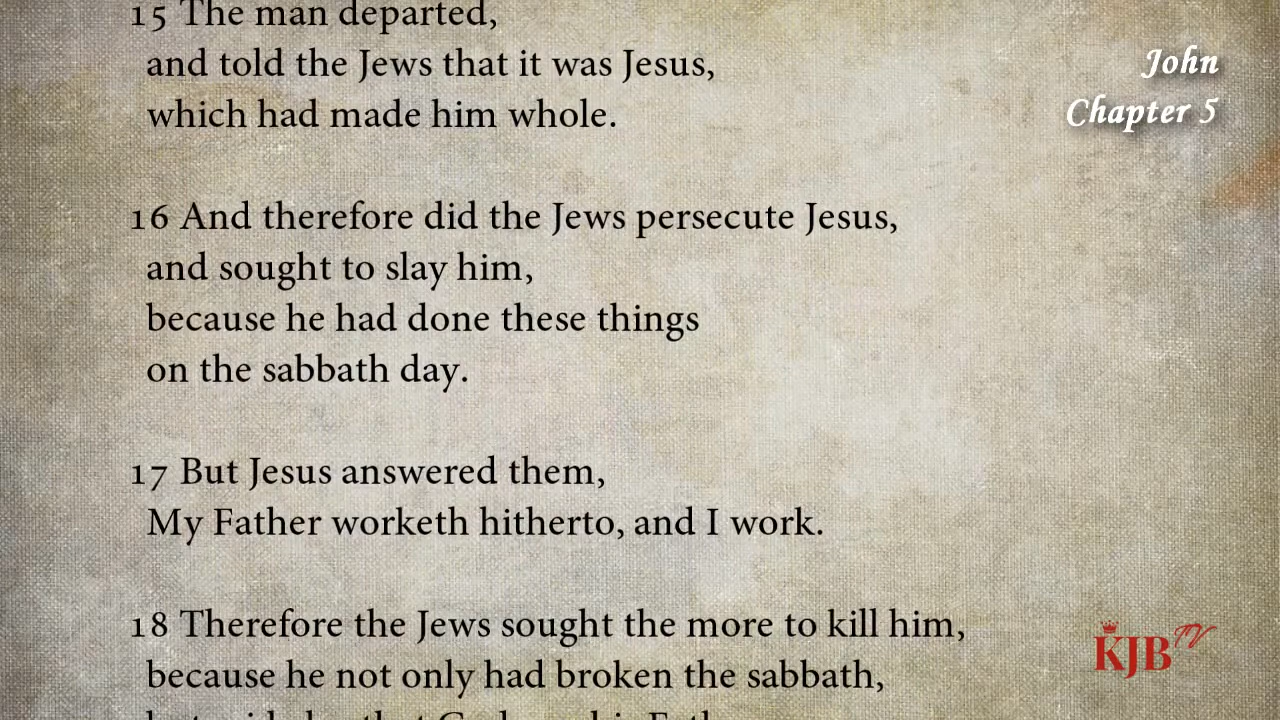 15 The man departed,
and told the Jews that it was Jesus,
which had made him whole.
John
Chapter 5
16 And therefore did the Jews persecute Jesus,
and sought to slay him,
because he had done these things
on the sabbath day.
17 But Jesus answered them,
My Father worketh hitherto, and I work.
18 Therefore the Jews sought the more to kill him,
because he not only had broken the sabbath,
KJB TV